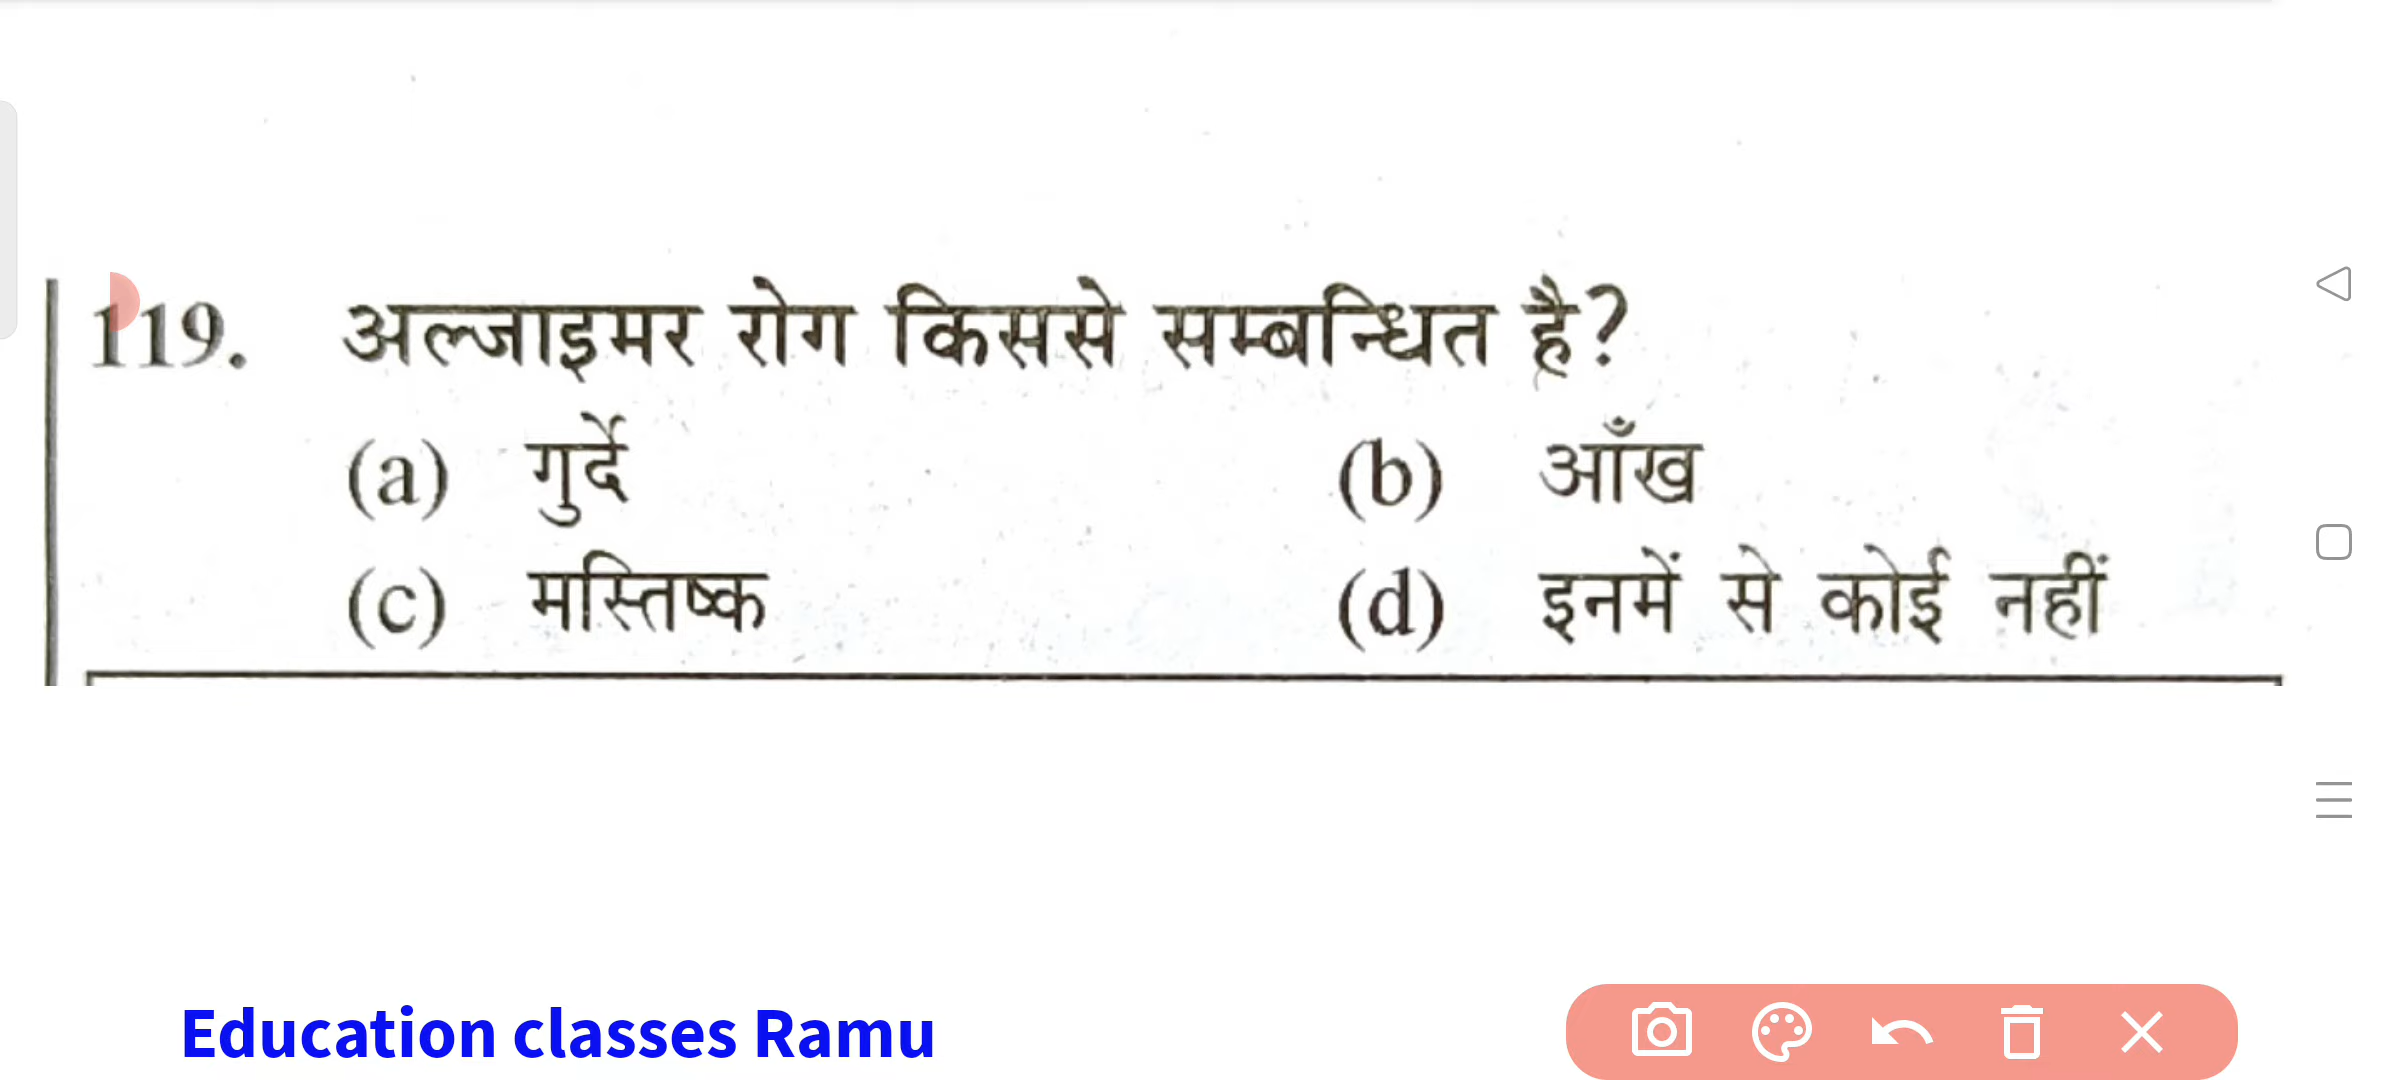 119. अल्जाइमर रोग किससे सम्बन्धित है?
(a) गुर्दे (b) आँख
(c) मस्तिष्क (d) इनमें से कोई नहीं
Education classes Ramu